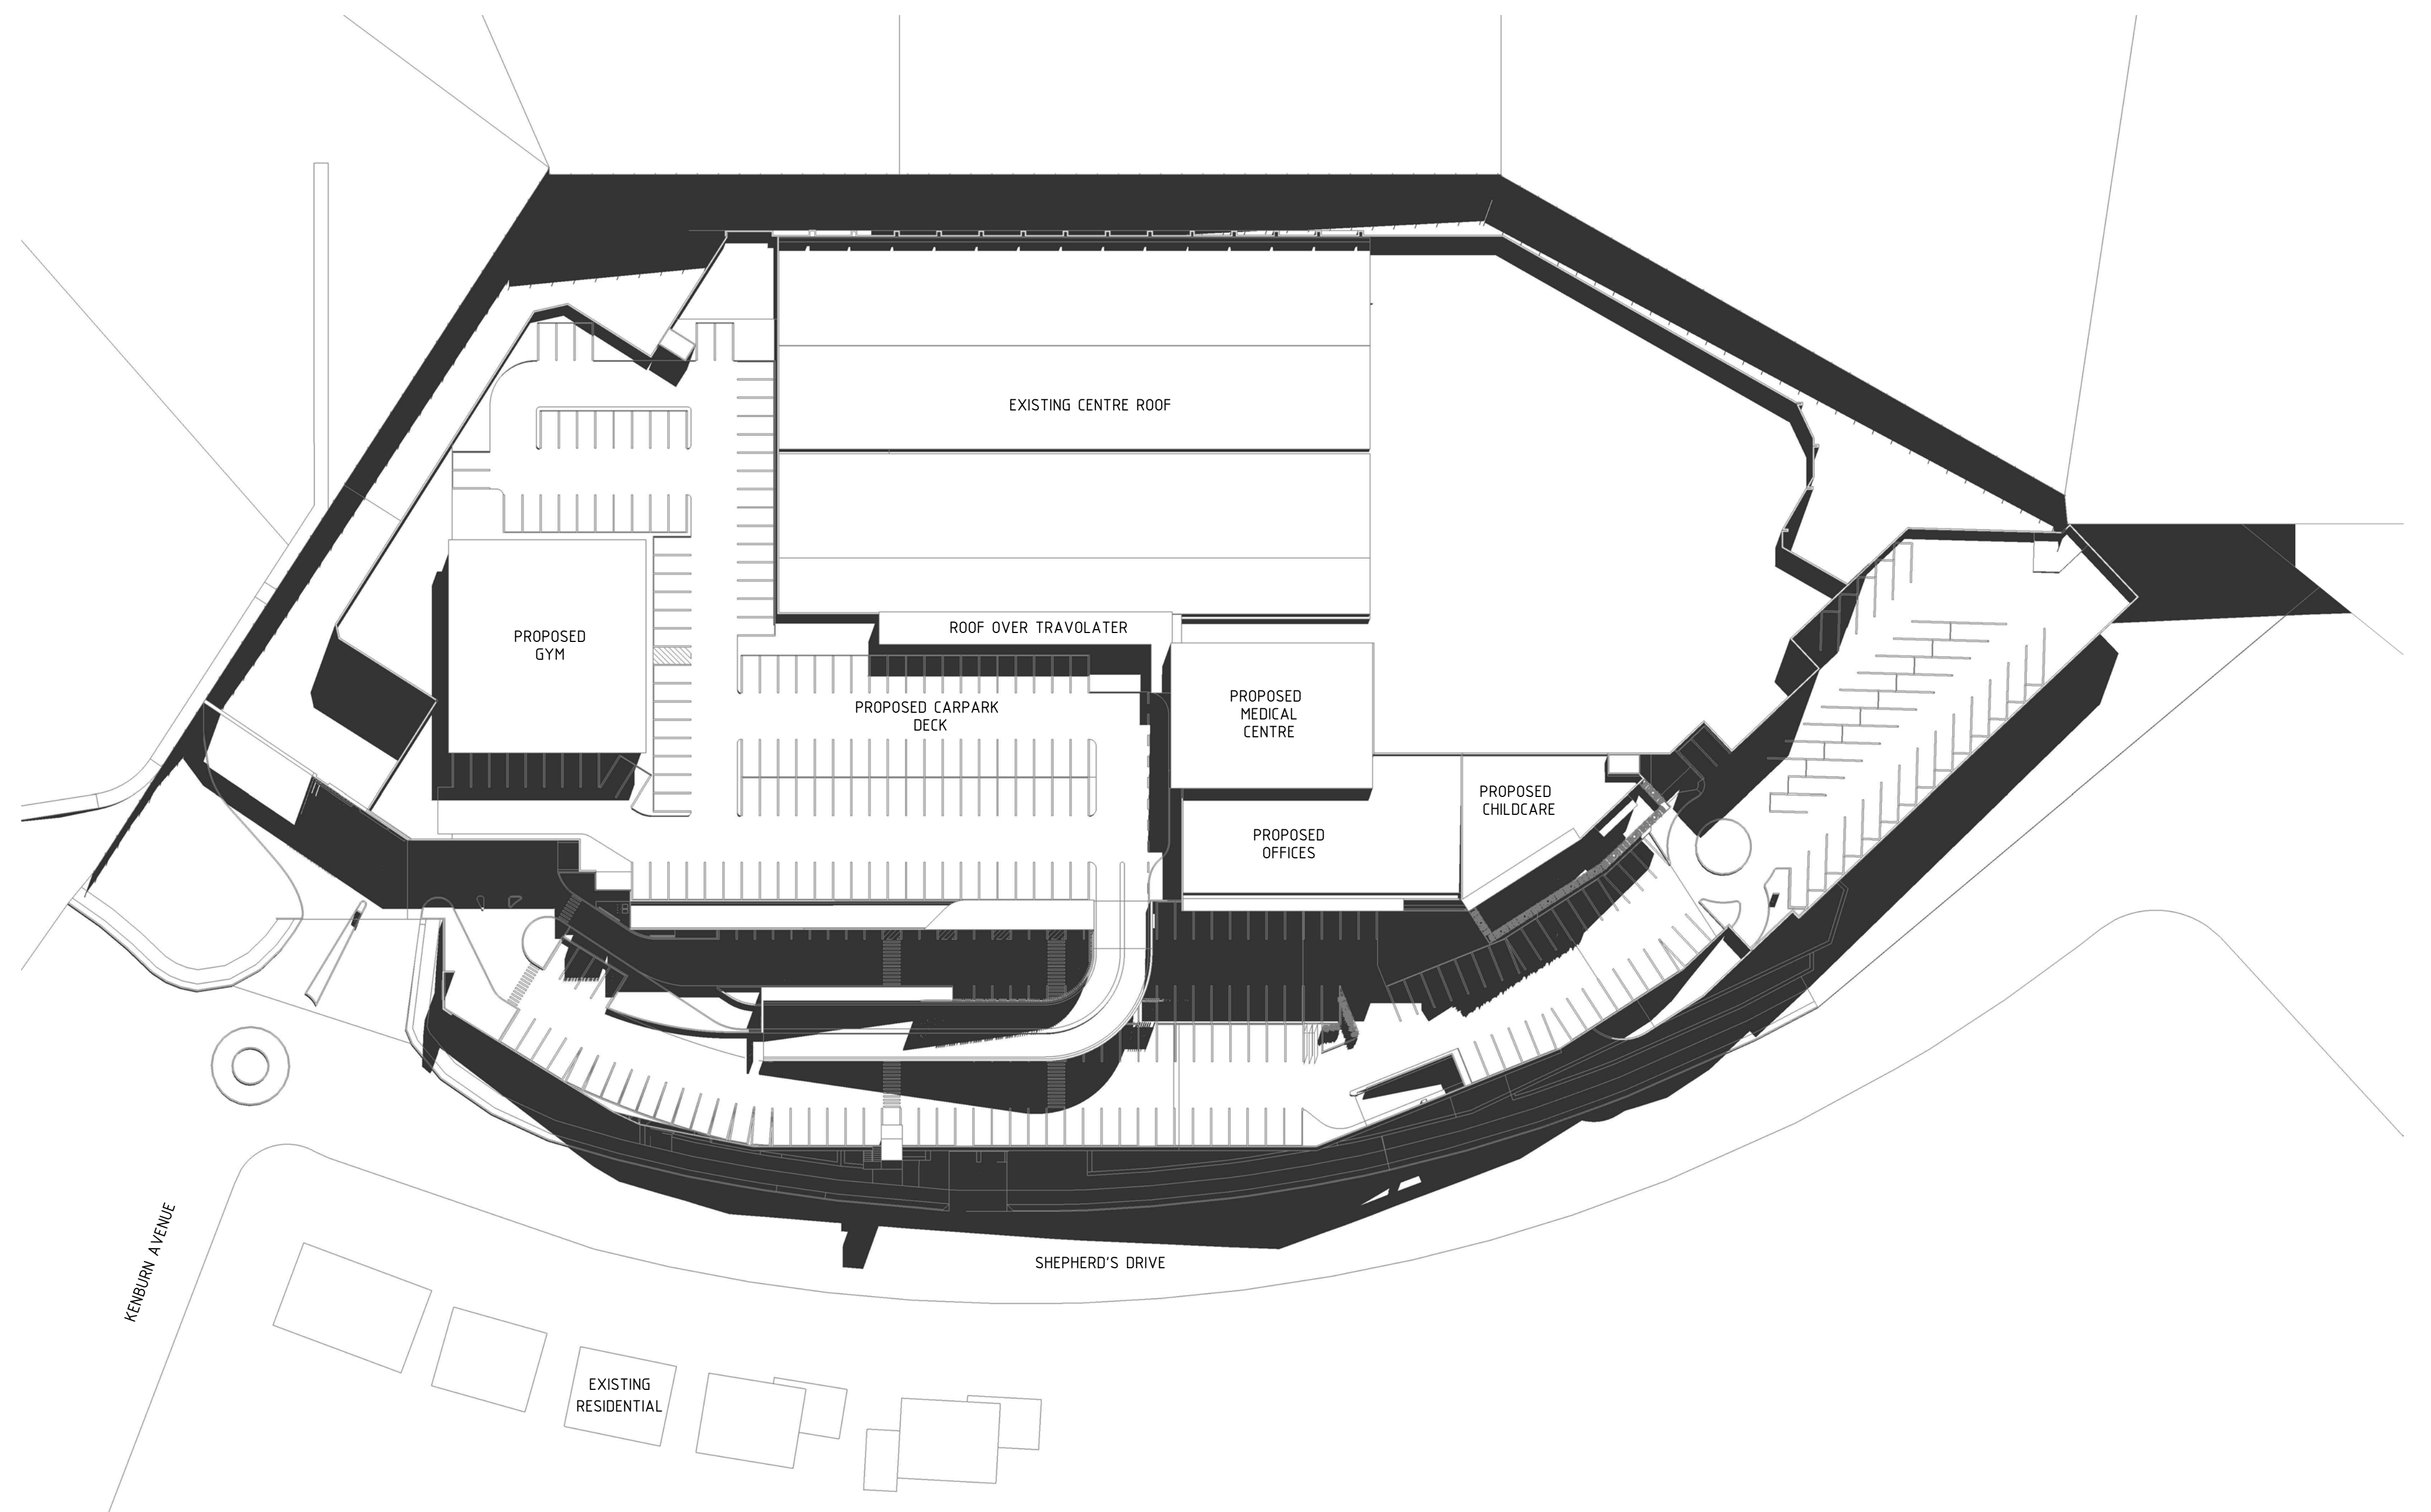 EXISTING CENTRE ROOF
ROOF OVER TRAVOLATER
PROPOSED
GYM
PROPOSED CARPARK
DECK
PROPOSED
MEDICAL
CENTRE
PROPOSED
CHILDCARE
PROPOSED
OFFICES
KENBURN AVENUE
SHEPHERD'S DRIVE
EXISTING
RESIDENTIAL